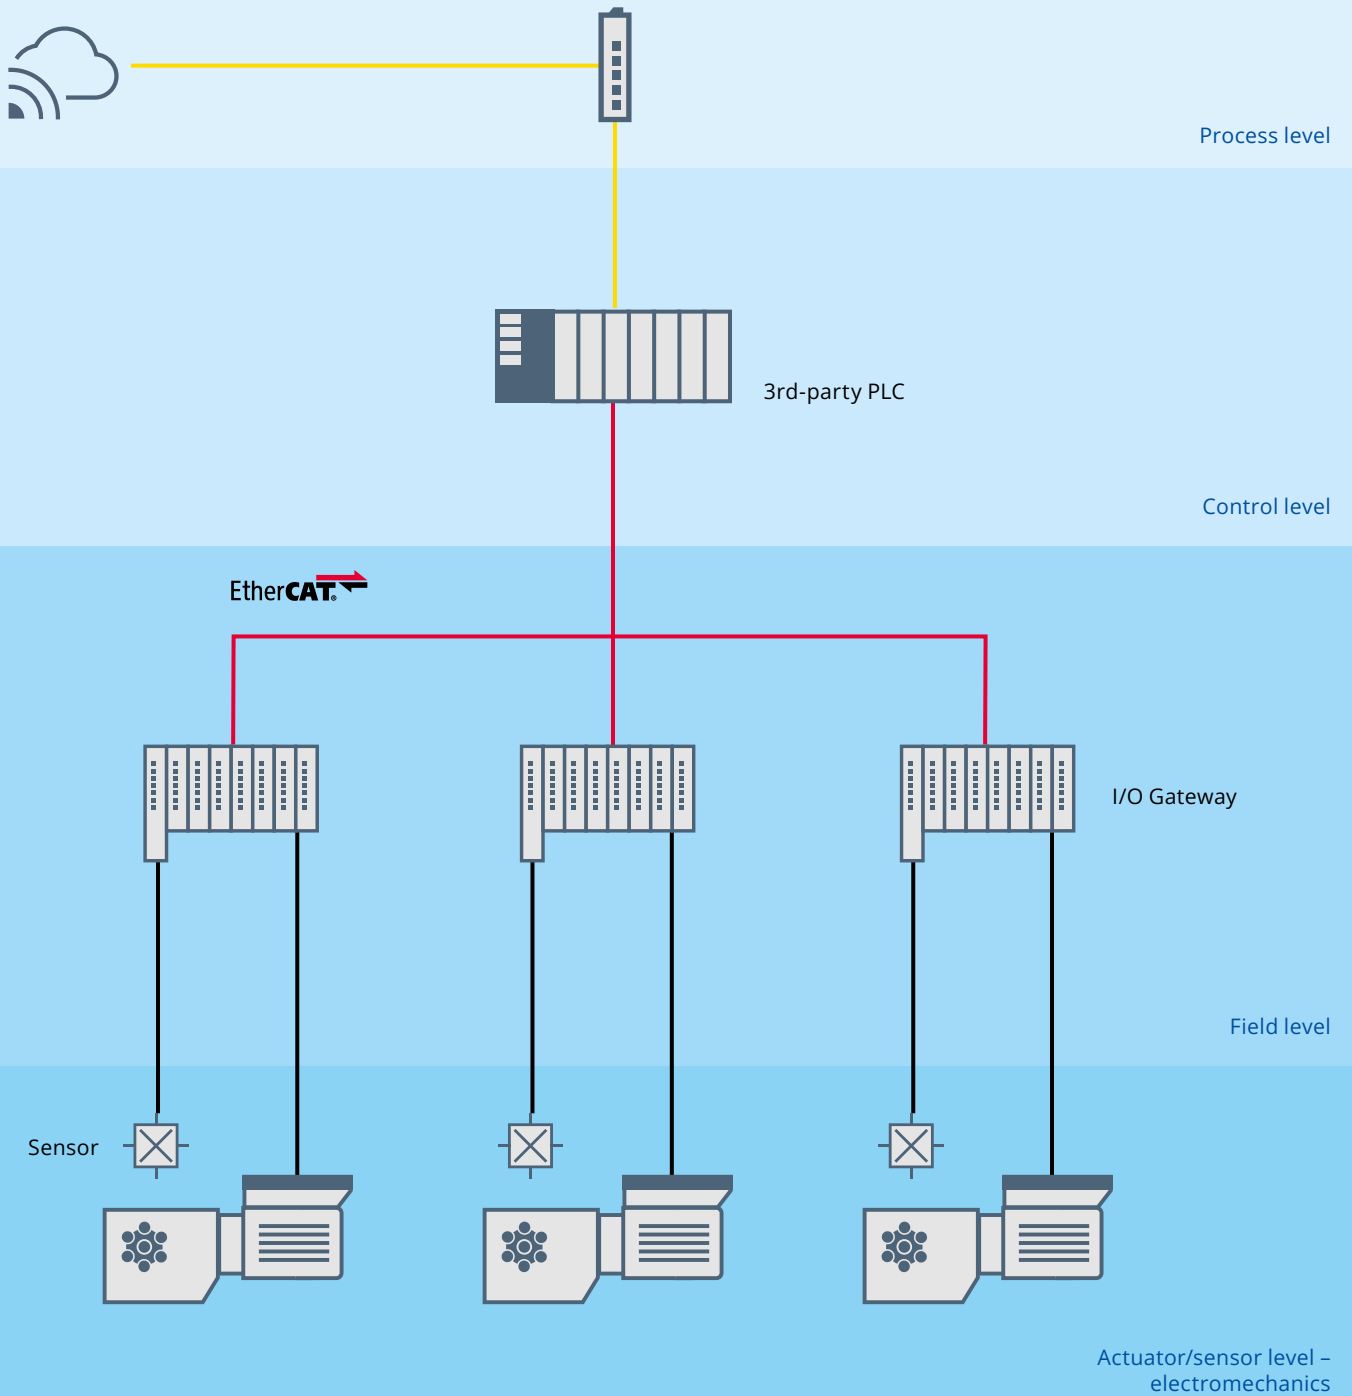 Process level
3rd-party PLC
Control level
EtherCAT®
I/O Gateway
Field level
Sensor
Actuator/sensor level –
electromechanics